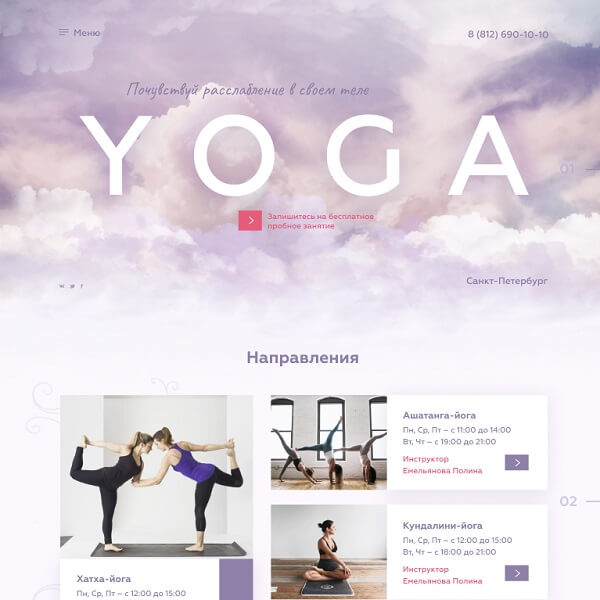 Меню
8 (812) 690-10-10
Почувствуй расслабление в своем теле
YOGA
01
Запишитесь на бесплатное
пробное занятие
Санкт-Петербург
Направления
Ашатанга-йога
Пн, Ср, Пт – с 11:00 до 14:00
Вт, Чт – с 19:00 до 21:00
Инструктор
Емельянова Полина
02
Кундалини-йога
Пн, Ср, Пт – с 12:00 до 15:00
Вт, Чт – с 18:00 до 21:00
Инструктор
Емельянова Полина
Хатха-йога
Пн, Ср, Пт – с 12:00 до 15:00